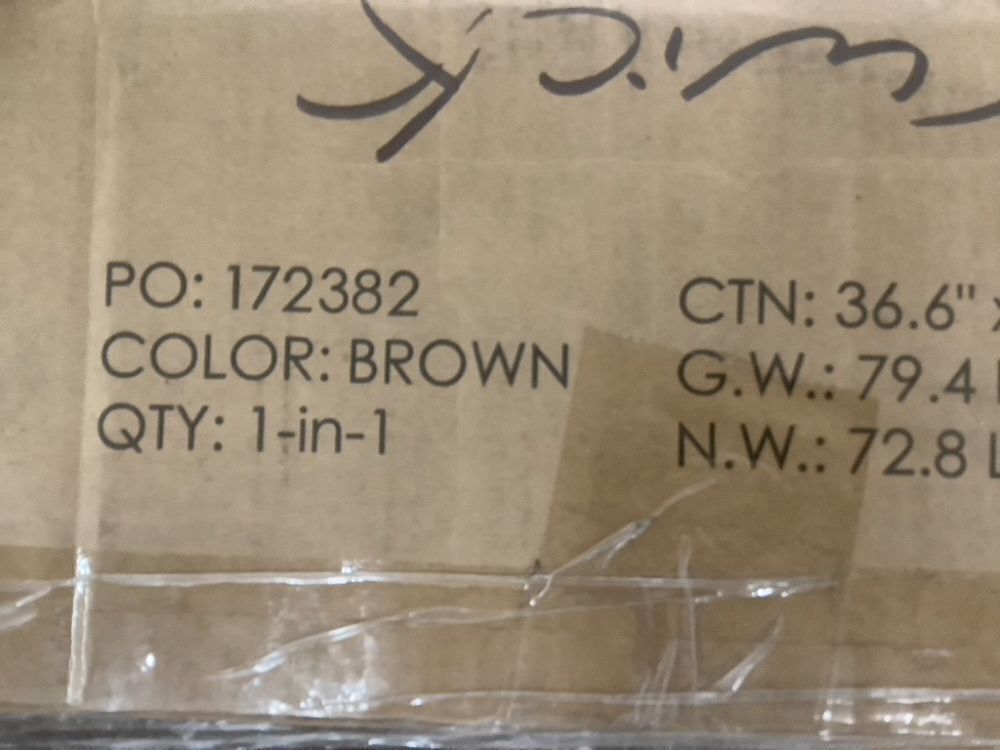 PO: 172382
COLOR: BROWN
QTY: 1-in-1
CTN: 36.6"
G.W.: 79.4
N.W.: 72.8